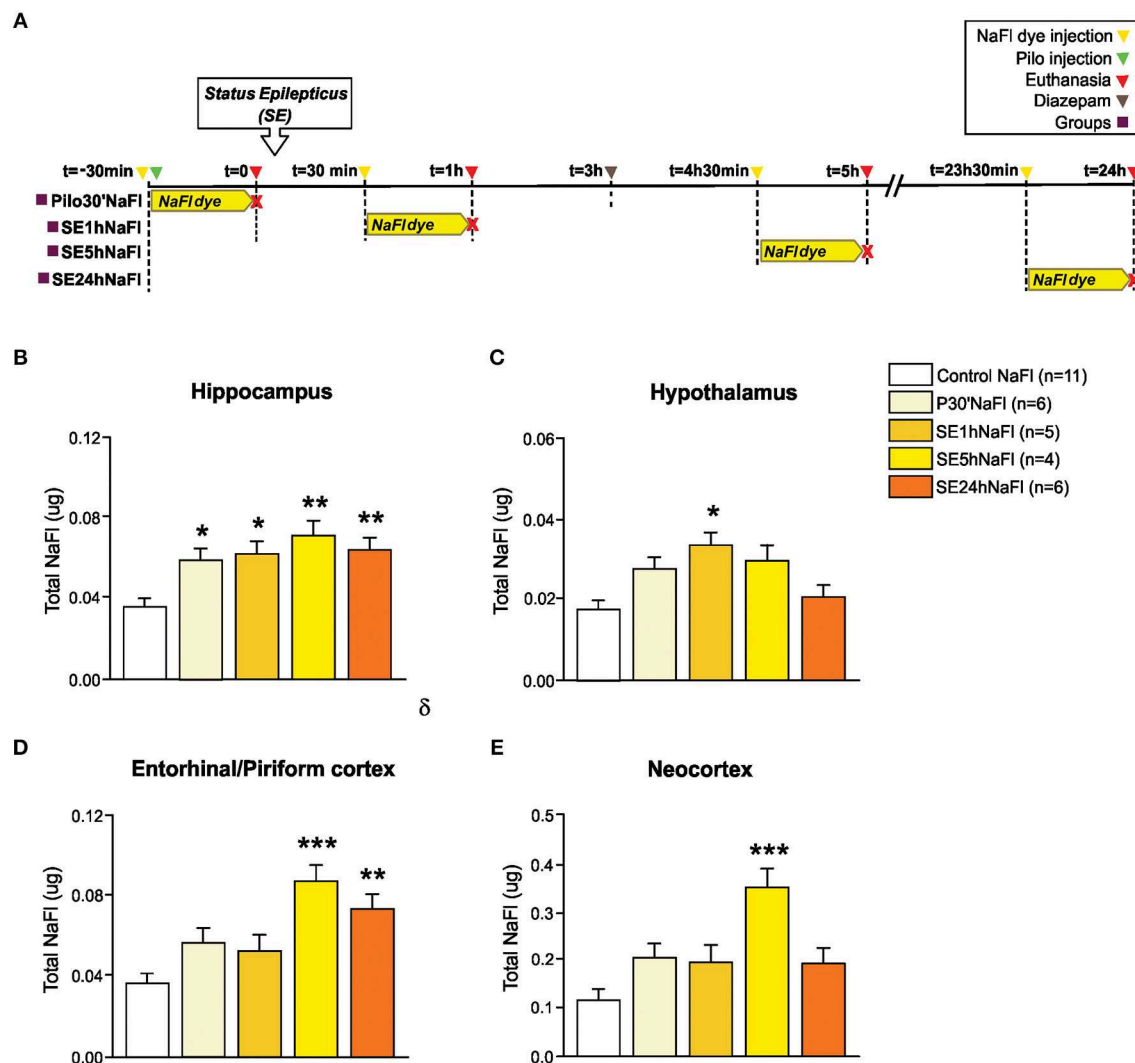 A
NaFl dye injection
Pilo injection
Euthanasia
Diazepam
Groups
Status Epilepticus
(SE)
t=-30min t=0 t=30 min t=1h t=3h t=4h30min t=5h t=23h30min t=24h
Pilo30'NaFl NaFl dye X
SE1hNaFl NaFl dye X
SE5hNaFl NaFl dye X
SE24hNaFl NaFl dye X
B
Hippocampus
Total NaFl (ug)
0.12
0.08
0.04
0.00
* * ** **
δ
C
Hypothalamus
Total NaFl (ug)
0.06
0.04
0.02
0.00
*
Control NaFl (n=11)
P30'NaFl (n=6)
SE1hNaFl (n=5)
SE5hNaFl (n=4)
SE24hNaFl (n=6)
D
Entorhinal/Piriform cortex
Total NaFl (ug)
0.12
0.08
0.04
0.00
*** **
E
Neocortex
Total NaFl (ug)
0.5
0.4
0.3
0.2
0.1
0.0
***